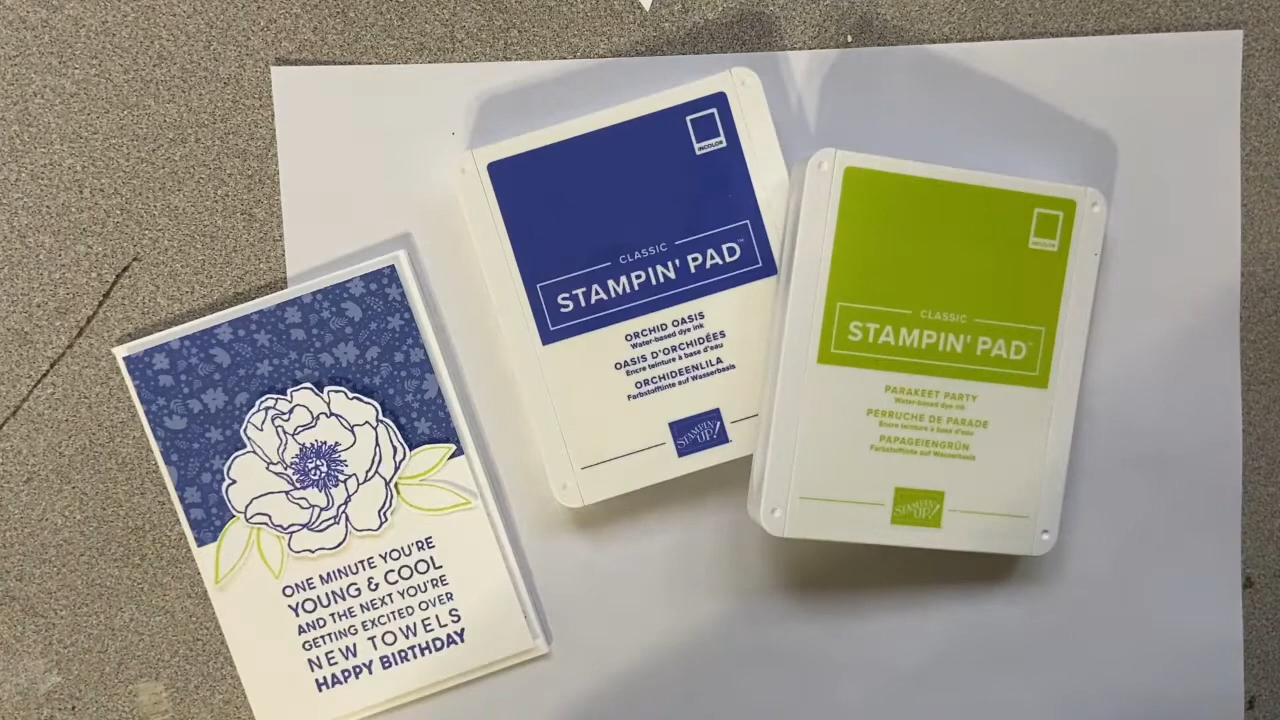 INCOLOR
CLASSIC
STAMPIN' PAD™
ORCHID OASIS
Water-based dye ink
OASIS D'ORCHIDÉES
Encre teinture à base d'eau
ORCHIDEENLILA
Farbstofftinte auf Wasserbasis
STAMPIN'
UP!
INCOLOR
CLASSIC
STAMPIN' PAD™
PARAKEET PARTY
Water-based dye ink
PERRUCHE DE PARADE
Encre teinture à base d'eau
PAPAGEIENGRÜN
Farbstofftinte auf Wasserbasis
STAMPIN'
UP!
ONE MINUTE YOU'RE
YOUNG & COOL
AND THE NEXT YOU'RE
GETTING EXCITED OVER
NEW TOWELS
HAPPY BIRTHDAY